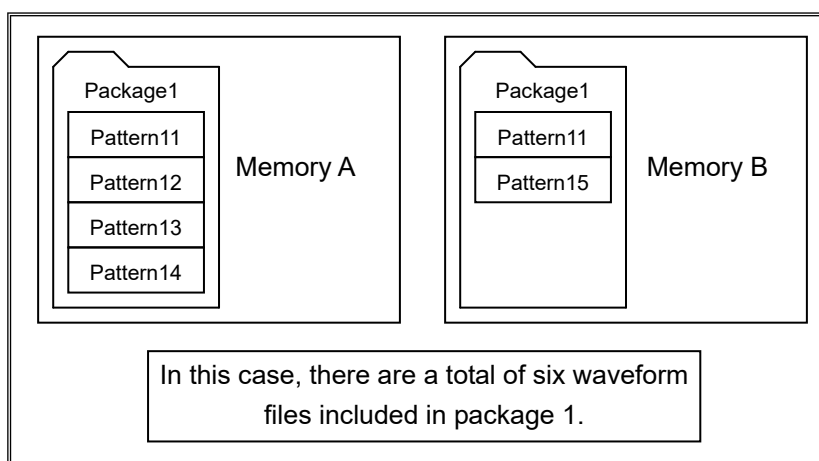 Package1
Pattern11
Pattern12
Pattern13
Pattern14
Memory A
Package1
Pattern11
Pattern15
Memory B
In this case, there are a total of six waveform
files included in package 1.